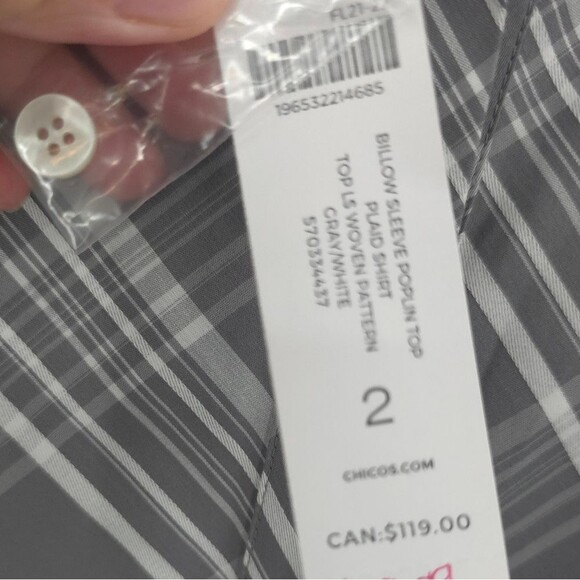 196532214685
BILLOW SLEEVE POPLIN TOP
PLAID SHIRT
TOP LS WOVEN PATTERN
GRAY/WHITE
570334437
2
CHICOS.COM
CAN:$119.00